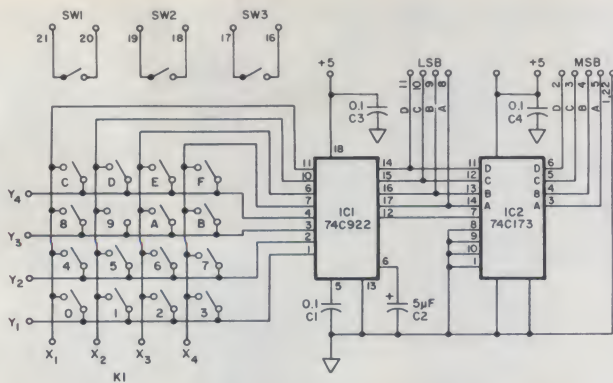 SW1 SW2 SW3
21 20 19 18 17 16
+5 LSB +5 MSB
11 10 9 8 2 3 4 5 22
D C B A D C B A
0.1 C3 0.1 C4
18
C D E F
Y4
8 9 A B
Y3
4 5 6 7
Y2
0 1 2 3
Y1
X1 X2 X3 X4
K1
11 10 6 7 4 3 2 1
IC1
74C922
14 15 16 17 12
5 13 6
0.1 C1
+ 5µF C2
11 12 13 14 7 8 9 10 1
D C B A
IC2
74C173
D C B A
6 5 4 3